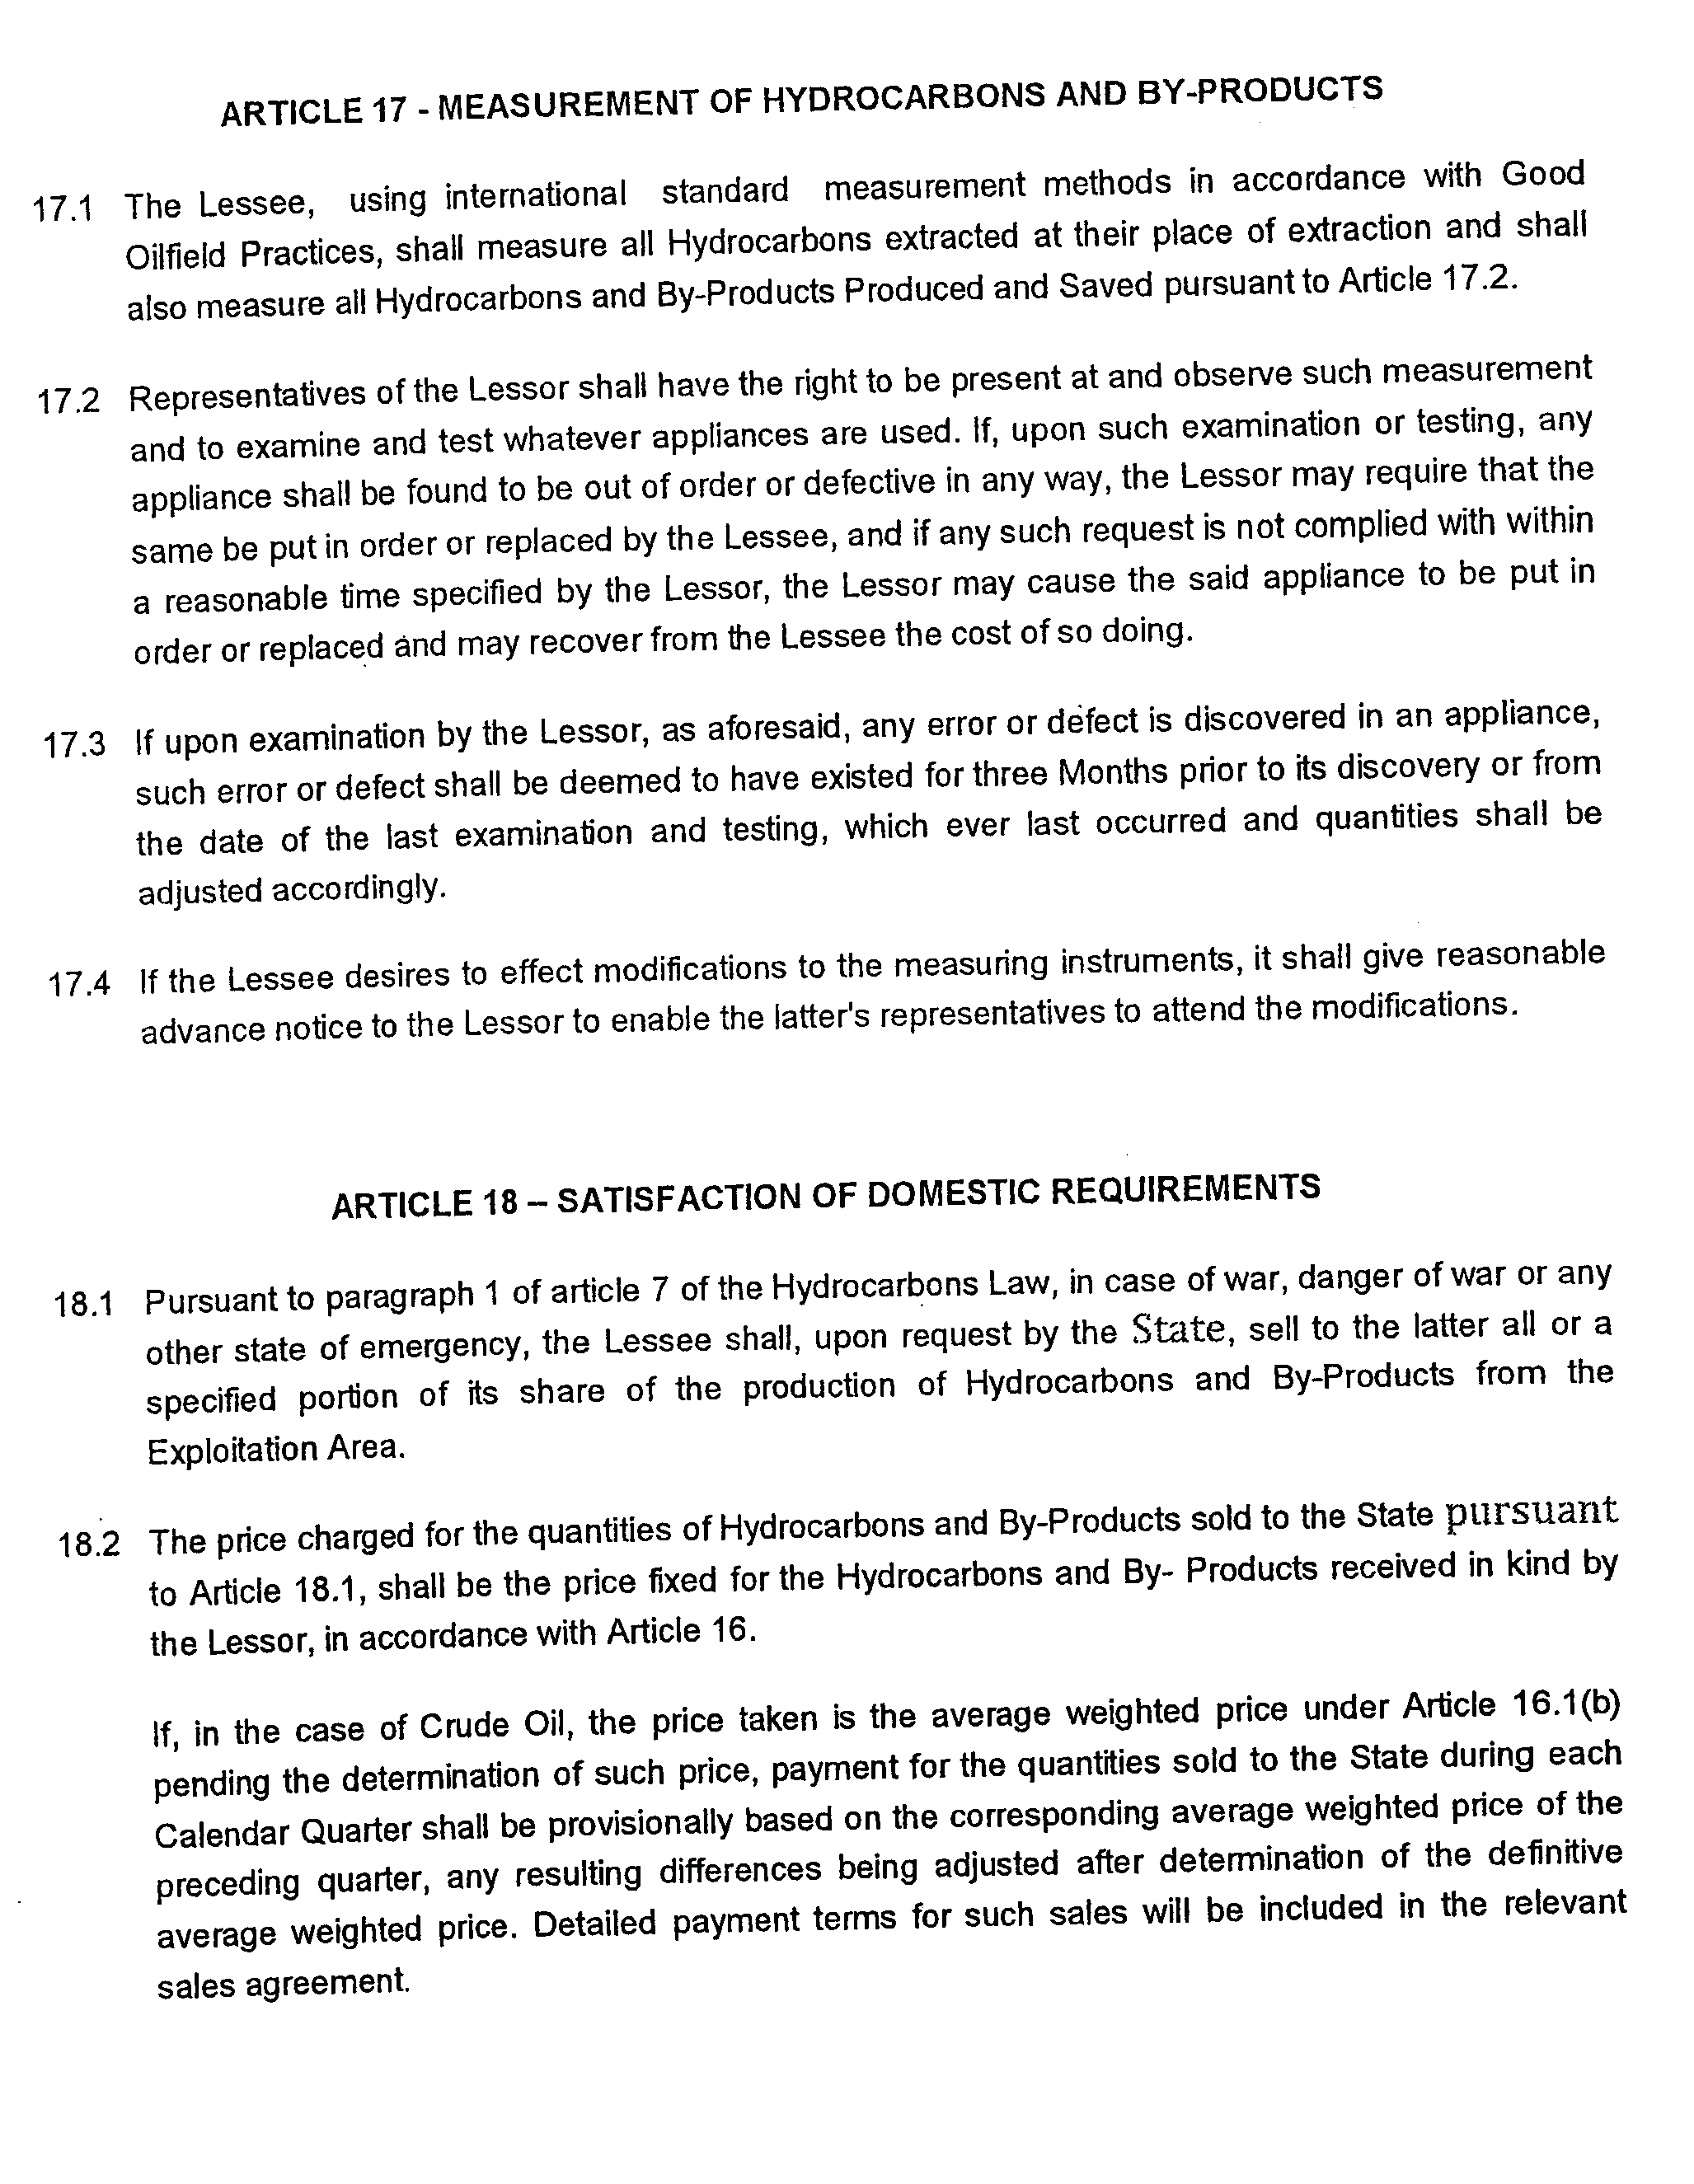 ARTICLE 17 - MEASUREMENT OF HYDROCARBONS AND BY-PRODUCTS
17.1 The Lessee, using international standard measurement methods in accordance with Good
Oilfield Practices, shall measure all Hydrocarbons extracted at their place of extraction and shall
also measure all Hydrocarbons and By-Products Produced and Saved pursuant to Article 17.2.
17.2 Representatives of the Lessor shall have the right to be present at and observe such measurement
and to examine and test whatever appliances are used. If, upon such examination or testing, any
appliance shall be found to be out of order or defective in any way, the Lessor may require that the
same be put in order or replaced by the Lessee, and if any such request is not complied with within
a reasonable time specified by the Lessor, the Lessor may cause the said appliance to be put in
order or replaced and may recover from the Lessee the cost of so doing.
17.3 If upon examination by the Lessor, as aforesaid, any error or defect is discovered in an appliance,
such error or defect shall be deemed to have existed for three Months prior to its discovery or from
the date of the last examination and testing, which ever last occurred and quantities shall be
adjusted accordingly.
17.4 If the Lessee desires to effect modifications to the measuring instruments, it shall give reasonable
advance notice to the Lessor to enable the latter's representatives to attend the modifications.
ARTICLE 18 – SATISFACTION OF DOMESTIC REQUIREMENTS
18.1 Pursuant to paragraph 1 of article 7 of the Hydrocarbons Law, in case of war, danger of war or any
other state of emergency, the Lessee shall, upon request by the State, sell to the latter all or a
specified portion of its share of the production of Hydrocarbons and By-Products from the
Exploitation Area.
18.2 The price charged for the quantities of Hydrocarbons and By-Products sold to the State pursuant
to Article 18.1, shall be the price fixed for the Hydrocarbons and By- Products received in kind by
the Lessor, in accordance with Article 16.
If, in the case of Crude Oil, the price taken is the average weighted price under Article 16.1(b)
pending the determination of such price, payment for the quantities sold to the State during each
Calendar Quarter shall be provisionally based on the corresponding average weighted price of the
preceding quarter, any resulting differences being adjusted after determination of the definitive
average weighted price. Detailed payment terms for such sales will be included in the relevant
sales agreement.